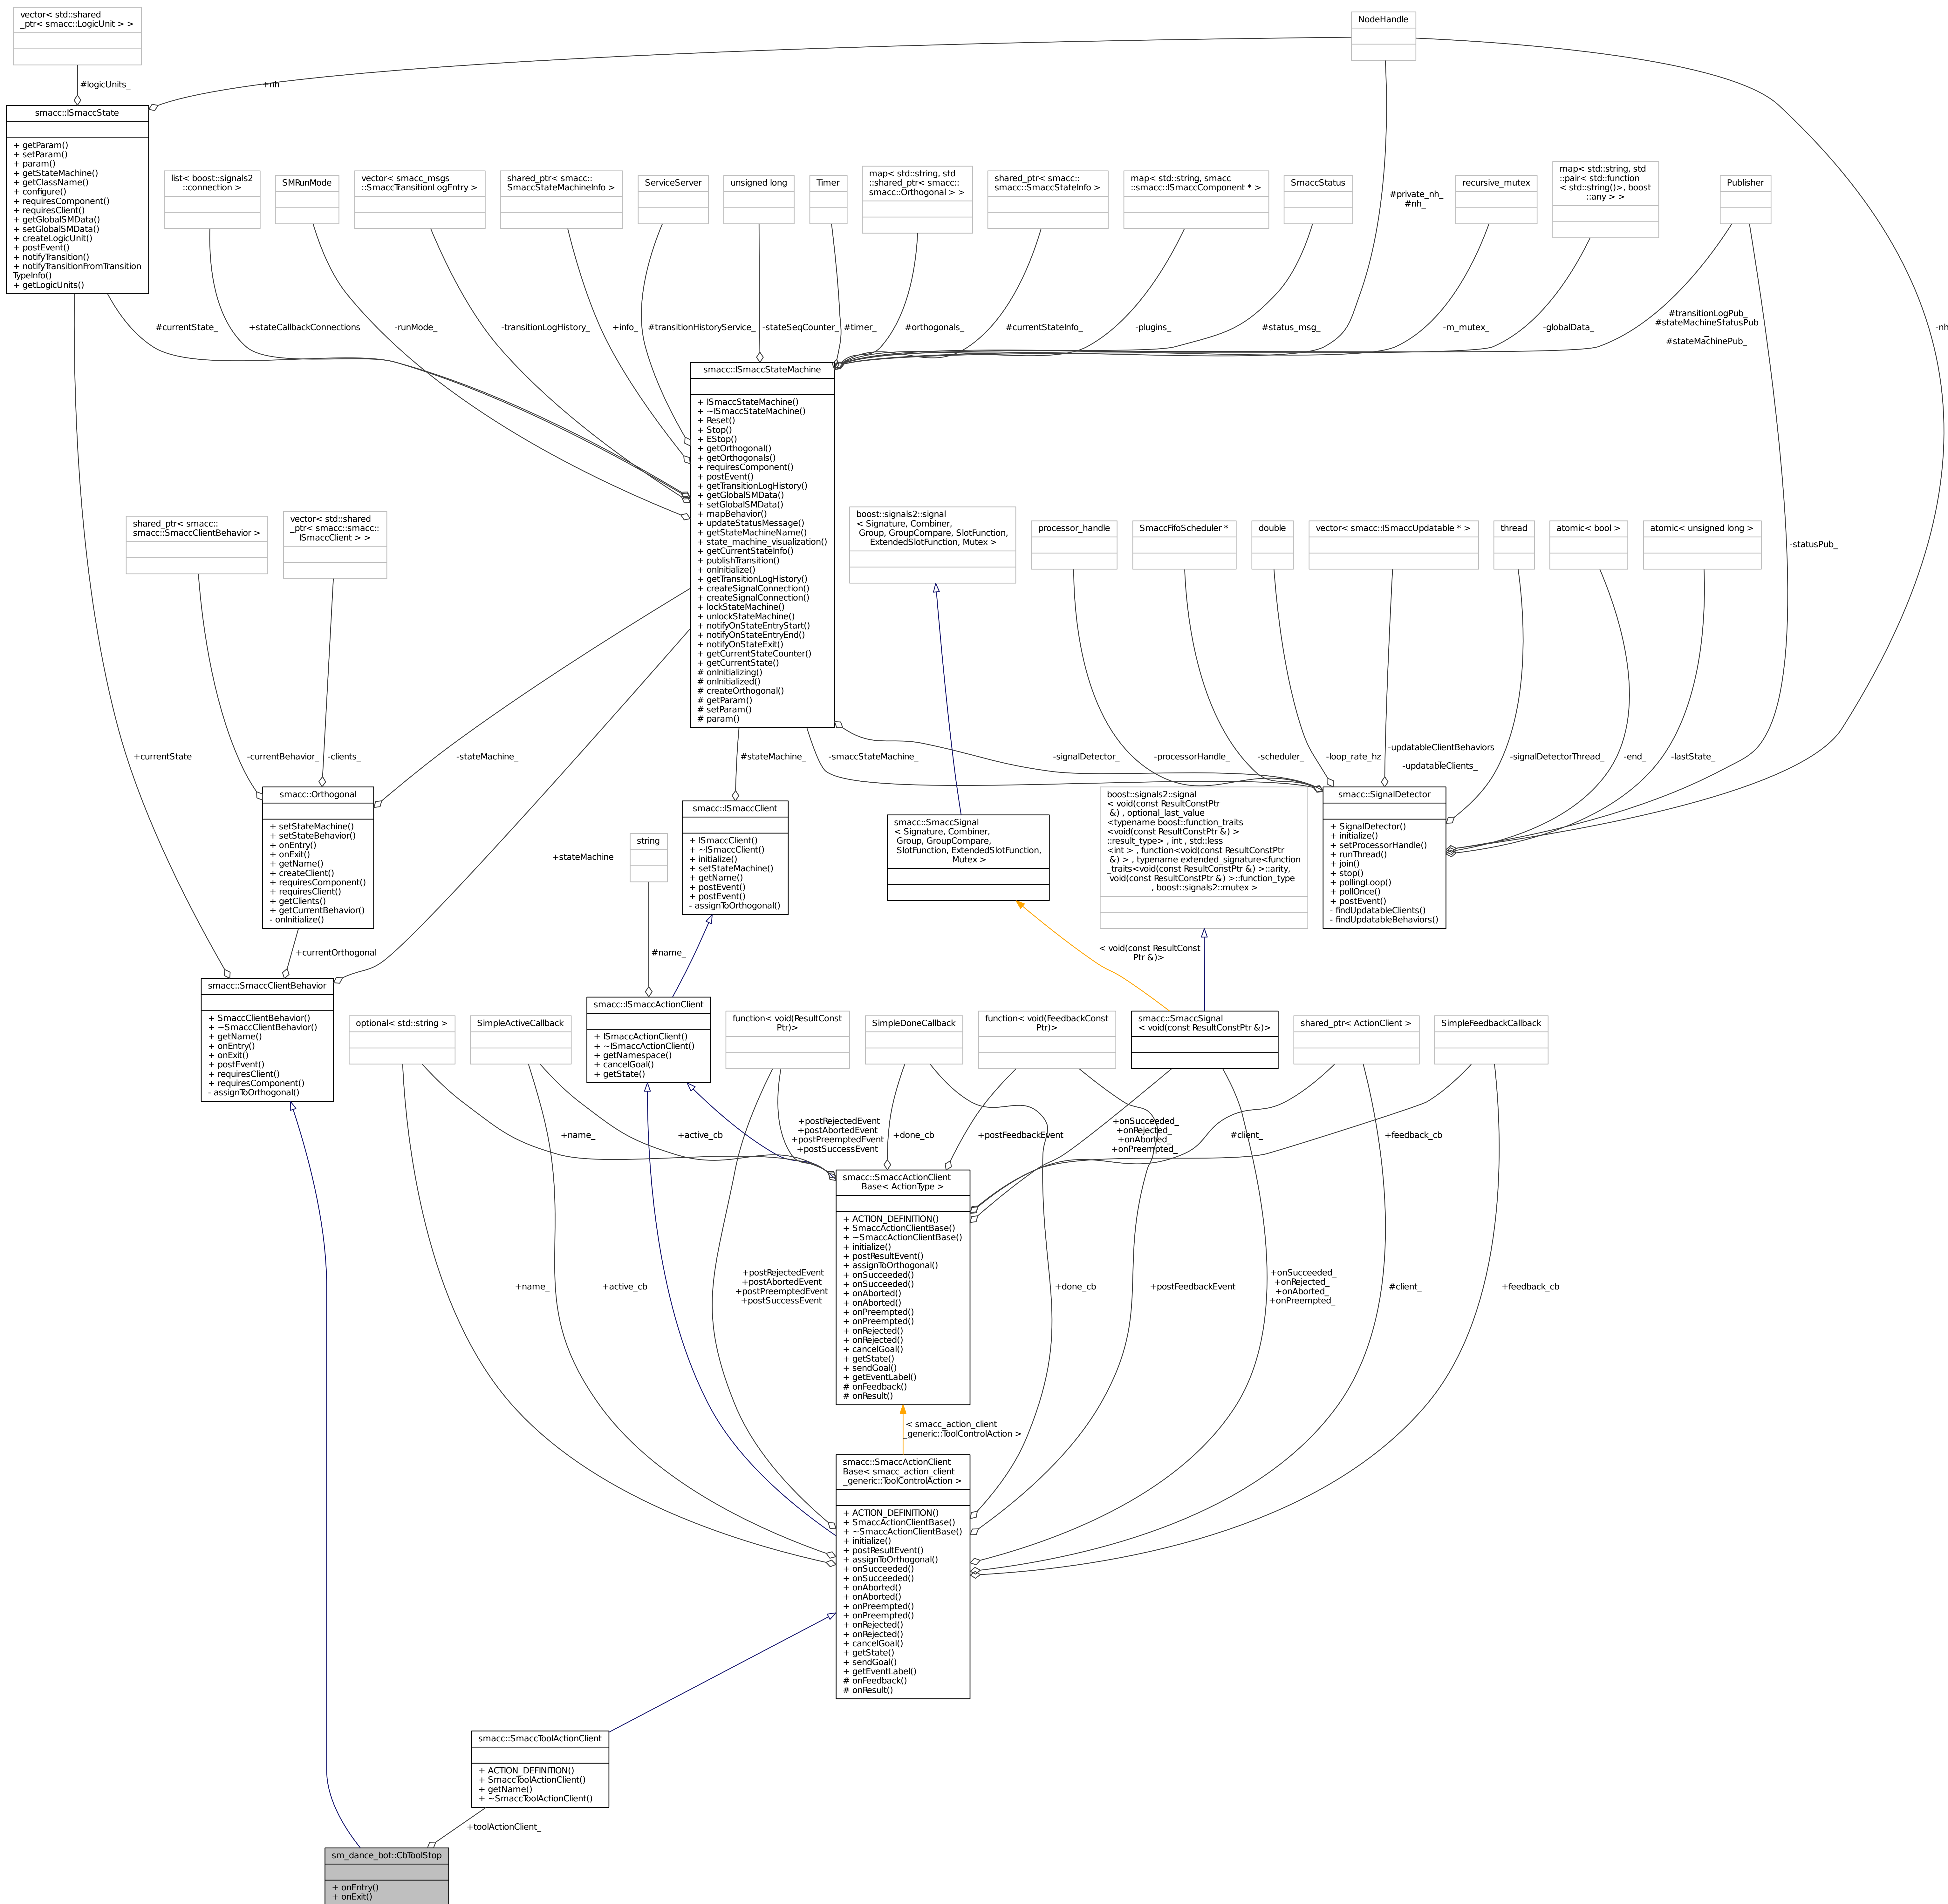 vector< std::shared
_ptr< smacc::LogicUnit > >
NodeHandle
#logicUnits_
+nh
smacc::ISmaccState
+ getParam()
+ setParam()
+ param()
+ getStateMachine()
+ getClassName()
+ configure()
+ requiresComponent()
+ requiresClient()
+ getGlobalSMData()
+ setGlobalSMData()
+ createLogicUnit()
+ postEvent()
+ notifyTransition()
+ notifyTransitionFromTransition
TypeInfo()
+ getLogicUnits()
list< boost::signals2
::connection >
SMRunMode
vector< smacc_msgs
::SmaccTransitionLogEntry >
shared_ptr< smacc::
SmaccStateMachineInfo >
ServiceServer
unsigned long
Timer
map< std::string, std
::shared_ptr< smacc::
smacc::Orthogonal > >
shared_ptr< smacc::
smacc::SmaccStateInfo >
map< std::string, smacc
::smacc::ISmaccComponent * >
SmaccStatus
#private_nh_
#nh_
recursive_mutex
map< std::string, std
::pair< std::function
< std::string()>, boost
::any > >
Publisher
#currentState_
+stateCallbackConnections
-runMode_
-transitionLogHistory_
+info_
#transitionHistoryService_
-stateSeqCounter_
#timer_
#orthogonals_
#currentStateInfo_
-plugins_
#status_msg_
-m_mutex_
-globalData_
#transitionLogPub_
#stateMachineStatusPub
_
#stateMachinePub_
-nh
smacc::ISmaccStateMachine
+ ISmaccStateMachine()
+ ~ISmaccStateMachine()
+ Reset()
+ Stop()
+ EStop()
+ getOrthogonal()
+ getOrthogonals()
+ requiresComponent()
+ postEvent()
+ getTransitionLogHistory()
+ getGlobalSMData()
+ setGlobalSMData()
+ mapBehavior()
+ updateStatusMessage()
+ getStateMachineName()
+ state_machine_visualization()
+ getCurrentStateInfo()
+ publishTransition()
+ onInitialize()
+ getTransitionLogHistory()
+ createSignalConnection()
+ createSignalConnection()
+ lockStateMachine()
+ unlockStateMachine()
+ notifyOnStateEntryStart()
+ notifyOnStateEntryEnd()
+ notifyOnStateExit()
+ getCurrentStateCounter()
+ getCurrentState()
# onInitializing()
# onInitialized()
# createOrthogonal()
# getParam()
# setParam()
# param()
shared_ptr< smacc::
smacc::SmaccClientBehavior >
vector< std::shared
_ptr< smacc::smacc::
ISmaccClient > >
boost::signals2::signal
< Signature, Combiner,
Group, GroupCompare, SlotFunction,
ExtendedSlotFunction, Mutex >
processor_handle
SmaccFifoScheduler *
double
vector< smacc::ISmaccUpdatable * >
thread
atomic< bool >
atomic< unsigned long >
-statusPub_
+currentState
-currentBehavior_
-clients_
-stateMachine_
#stateMachine_
-smaccStateMachine_
-signalDetector_
-processorHandle_
-scheduler_
-loop_rate_hz
-updatableClientBehaviors
_
-updatableClients_
-signalDetectorThread_
-end_
-lastState_
smacc::Orthogonal
+ setStateMachine()
+ setStateBehavior()
+ onEntry()
+ onExit()
+ getName()
+ createClient()
+ requiresComponent()
+ requiresClient()
+ getClients()
+ getCurrentBehavior()
- onInitialize()
+stateMachine
string
smacc::ISmaccClient
+ ISmaccClient()
+ ~ISmaccClient()
+ initialize()
+ setStateMachine()
+ getName()
+ postEvent()
+ postEvent()
- assignToOrthogonal()
smacc::SmaccSignal
< Signature, Combiner,
Group, GroupCompare,
SlotFunction, ExtendedSlotFunction,
Mutex >
boost::signals2::signal
< void(const ResultConstPtr
&) , optional_last_value
<typename boost::function_traits
<void(const ResultConstPtr &) >
::result_type> , int , std::less
<int > , function<void(const ResultConstPtr
&) > , typename extended_signature<function
_traits<void(const ResultConstPtr &) >::arity,
void(const ResultConstPtr &) >::function_type
, boost::signals2::mutex >
smacc::SignalDetector
+ SignalDetector()
+ initialize()
+ setProcessorHandle()
+ runThread()
+ join()
+ stop()
+ pollingLoop()
+ pollOnce()
+ postEvent()
- findUpdatableClients()
- findUpdatableBehaviors()
+currentOrthogonal
#name_
< void(const ResultConst
Ptr &)>
smacc::SmaccClientBehavior
+ SmaccClientBehavior()
+ ~SmaccClientBehavior()
+ getName()
+ onEntry()
+ onExit()
+ postEvent()
+ requiresClient()
+ requiresComponent()
- assignToOrthogonal()
optional< std::string >
SimpleActiveCallback
smacc::ISmaccActionClient
+ ISmaccActionClient()
+ ~ISmaccActionClient()
+ getNamespace()
+ cancelGoal()
+ getState()
function< void(ResultConst
Ptr)>
SimpleDoneCallback
function< void(FeedbackConst
Ptr)>
smacc::SmaccSignal
< void(const ResultConstPtr &)>
shared_ptr< ActionClient >
SimpleFeedbackCallback
+name_
+active_cb
+postRejectedEvent
+postAbortedEvent
+postPreemptedEvent
+postSuccessEvent
+done_cb
+postFeedbackEvent
+onSucceeded_
+onRejected_
+onAborted_
+onPreempted_
#client_
+feedback_cb
smacc::SmaccActionClient
Base< ActionType >
+ ACTION_DEFINITION()
+ SmaccActionClientBase()
+ ~SmaccActionClientBase()
+ initialize()
+ postResultEvent()
+ assignToOrthogonal()
+ onSucceeded()
+ onSucceeded()
+ onAborted()
+ onAborted()
+ onPreempted()
+ onPreempted()
+ onRejected()
+ onRejected()
+ cancelGoal()
+ getState()
+ sendGoal()
+ getEventLabel()
# onFeedback()
# onResult()
+name_
+active_cb
+postRejectedEvent
+postAbortedEvent
+postPreemptedEvent
+postSuccessEvent
+done_cb
+postFeedbackEvent
+onSucceeded_
+onRejected_
+onAborted_
+onPreempted_
#client_
+feedback_cb
< smacc_action_client
_generic::ToolControlAction >
smacc::SmaccActionClient
Base< smacc_action_client
_generic::ToolControlAction >
+ ACTION_DEFINITION()
+ SmaccActionClientBase()
+ ~SmaccActionClientBase()
+ initialize()
+ postResultEvent()
+ assignToOrthogonal()
+ onSucceeded()
+ onSucceeded()
+ onAborted()
+ onAborted()
+ onPreempted()
+ onPreempted()
+ onRejected()
+ onRejected()
+ cancelGoal()
+ getState()
+ sendGoal()
+ getEventLabel()
# onFeedback()
# onResult()
smacc::SmaccToolActionClient
+ ACTION_DEFINITION()
+ SmaccToolActionClient()
+ getName()
+ ~SmaccToolActionClient()
+toolActionClient_
sm_dance_bot::CbToolStop
+ onEntry()
+ onExit()